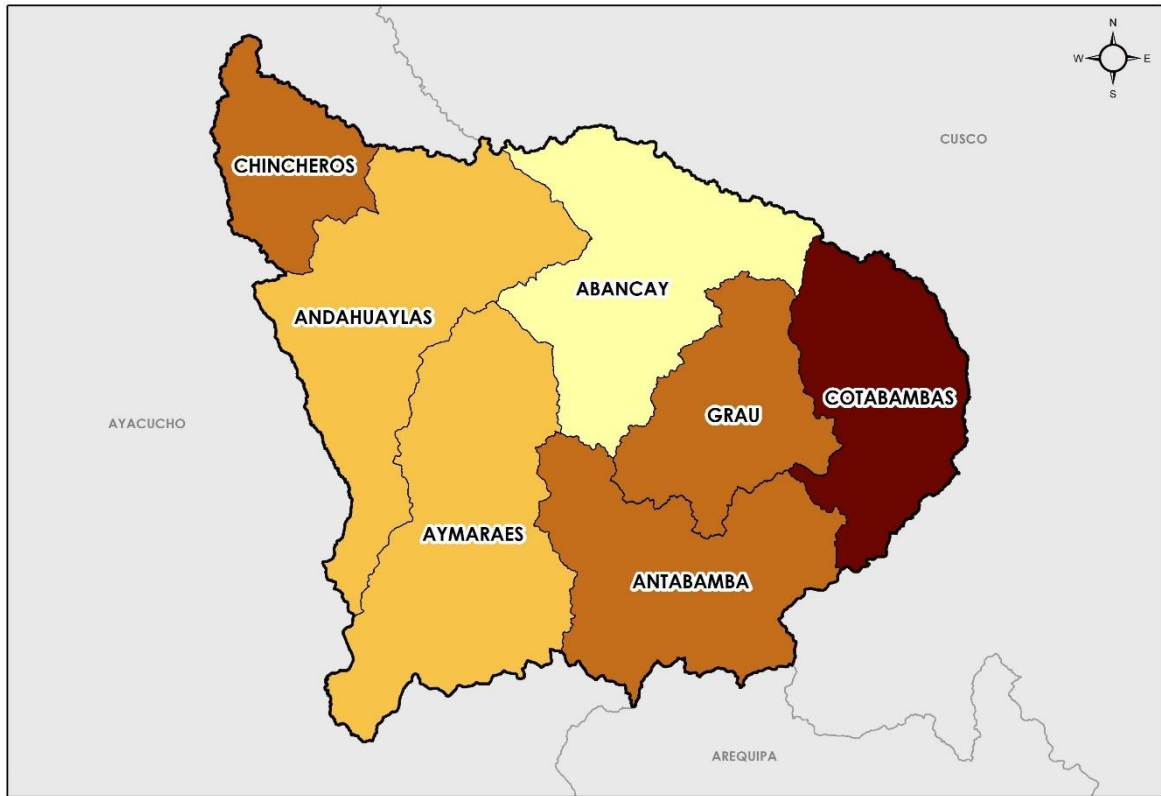 N
W E
S
CUSCO
CHINCHEROS
ABANCAY
ANDAHUAYLAS
COTABAMBAS
GRAU
AYACUCHO
AYMARAES
ANTABAMBA
AREQUIPA